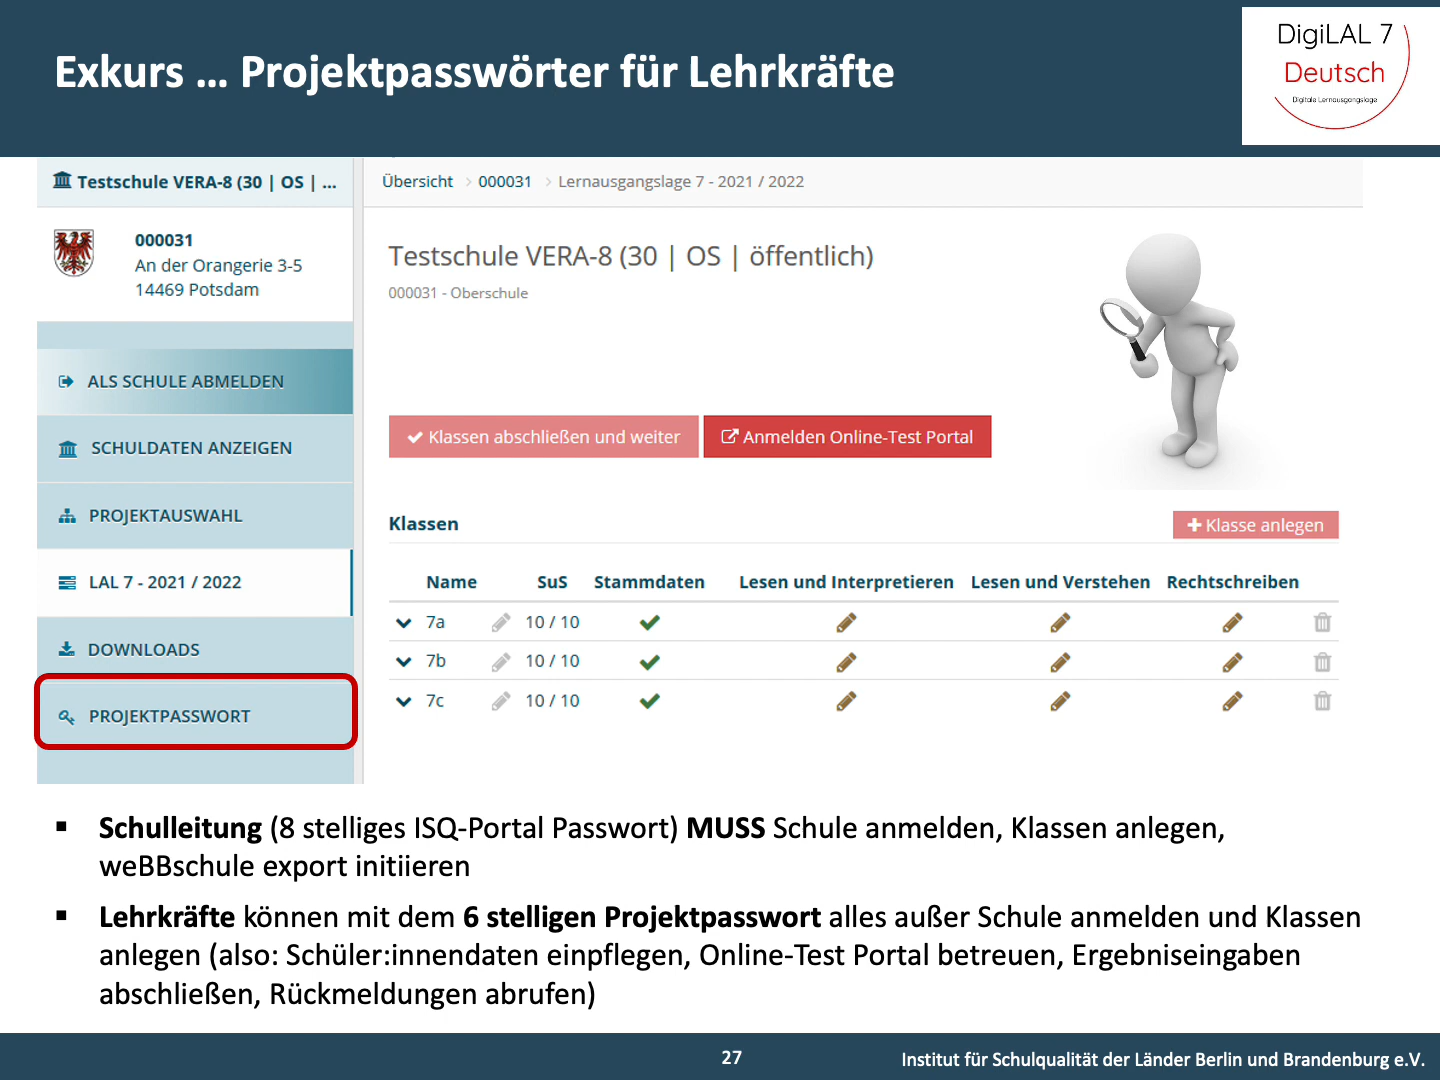 Exkurs ... Projektpasswörter für Lehrkräfte
DigiLAL 7
Deutsch
Digitale Lernausgangslage
Testschule VERA-8 (30 | OS | ...
Übersicht > 000031 > Lernausgangslage 7 - 2021 / 2022
000031
An der Orangerie 3-5
14469 Potsdam
Testschule VERA-8 (30 | OS | öffentlich)
000031 - Oberschule
ALS SCHULE ABMELDEN
SCHULDATEN ANZEIGEN
PROJEKTAUSWAHL
LAL 7 - 2021 / 2022
DOWNLOADS
PROJEKTPASSWORT
Klassen abschließen und weiter
Anmelden Online-Test Portal
Klassen
Klasse anlegen
Name SuS Stammdaten Lesen und Interpretieren Lesen und Verstehen Rechtschreiben
7a 10 / 10
7b 10 / 10
7c 10 / 10
▪ Schulleitung (8 stelliges ISQ-Portal Passwort) MUSS Schule anmelden, Klassen anlegen,
weBBschule export initiieren
▪ Lehrkräfte können mit dem 6 stelligen Projektpasswort alles außer Schule anmelden und Klassen
anlegen (also: Schüler:innendaten einpflegen, Online-Test Portal betreuen, Ergebniseingaben
abschließen, Rückmeldungen abrufen)
27
Institut für Schulqualität der Länder Berlin und Brandenburg e.V.